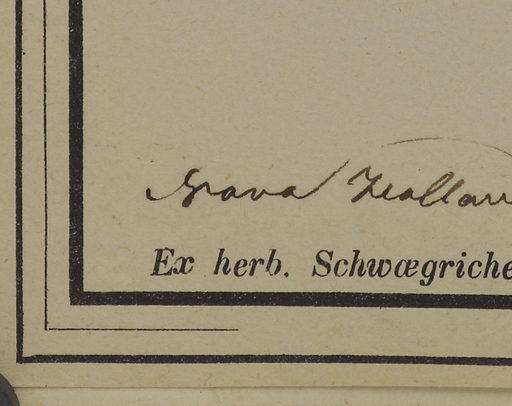 Nova Zeallan
Ex herb. Schwægriche